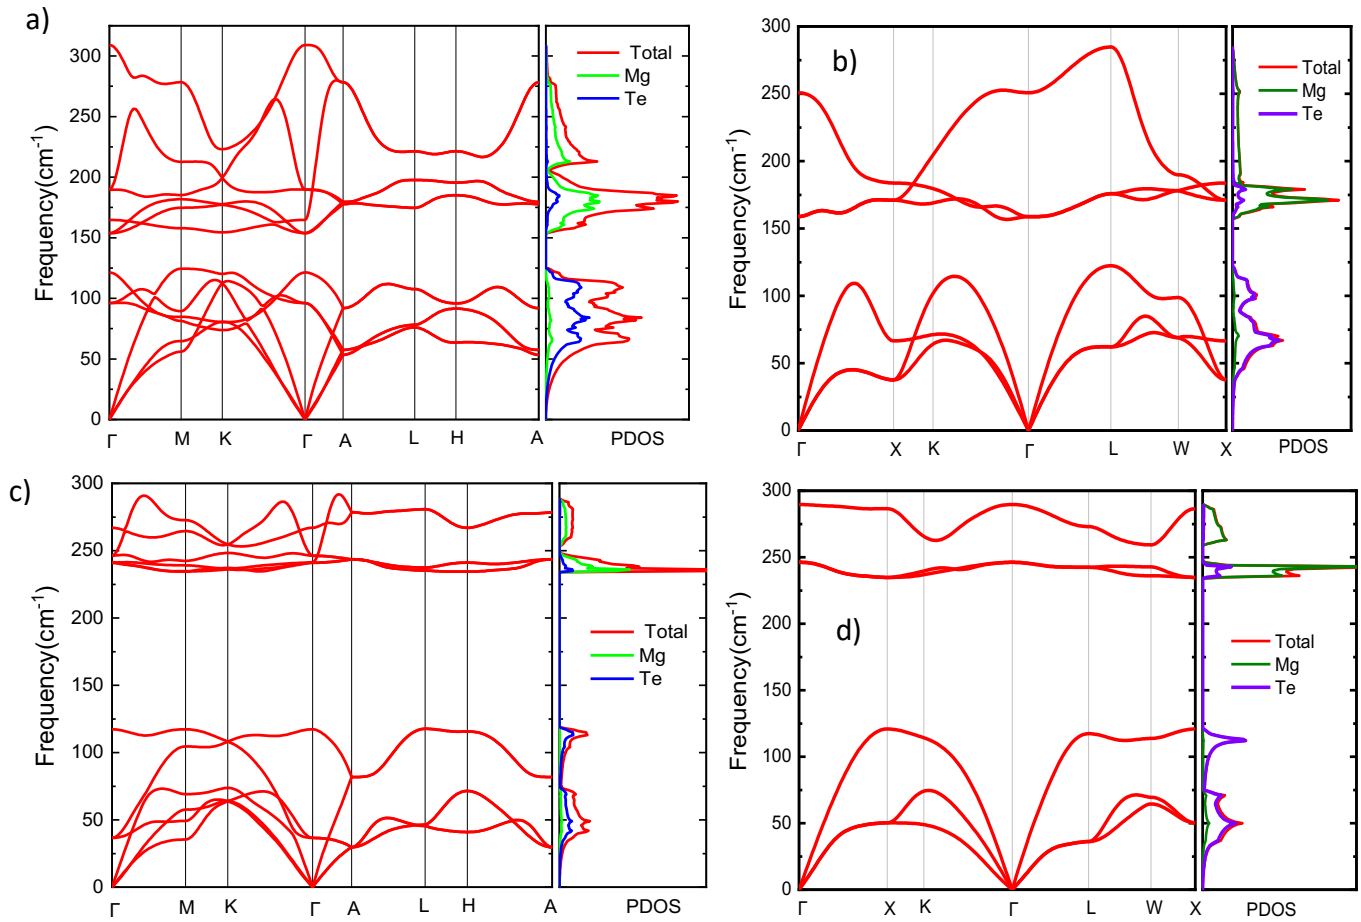 a)
Frequency(cm-1)
300
250
200
150
100
50
0
Γ M K Γ A L H A PDOS
Total
Mg
Te
b)
Frequency(cm-1)
300
250
200
150
100
50
0
Γ X K Γ L W X PDOS
Total
Mg
Te
c)
Frequency(cm-1)
300
250
200
150
100
50
0
Γ M K Γ A L H A PDOS
Total
Mg
Te
d)
Frequency(cm-1)
300
250
200
150
100
50
0
Γ X K Γ L W X PDOS
Total
Mg
Te